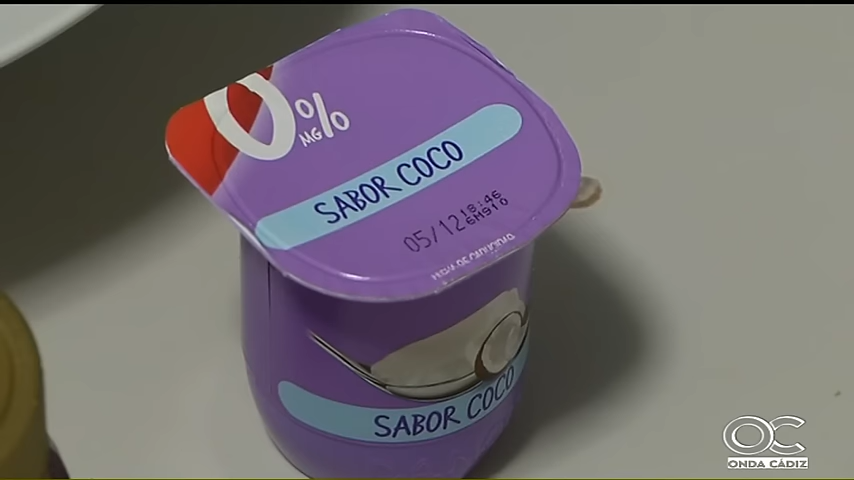 0%
MG
SABOR COCO
05/12 18:46
6M910
FECHA DE CADUCIDAD
SABOR COCO
OC
ONDA CÁDIZ